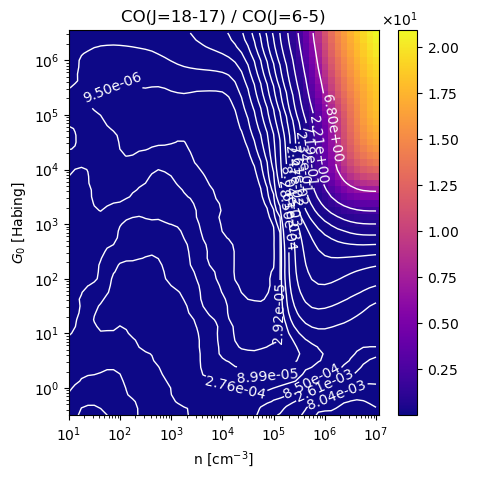 CO(J=18-17) / CO(J=6-5)
×10¹
G₀ [Habing]
10⁶
10⁵
10⁴
10³
10²
10¹
10⁰
9.50e-06
6.80e+00
2.21e+00
2.92e-05
8.99e-05
2.76e-04
8.50e-04
2.61e-03
8.04e-03
10¹ 10² 10³ 10⁴ 10⁵ 10⁶ 10⁷
n [cm⁻³]
2.00
1.75
1.50
1.25
1.00
0.75
0.50
0.25